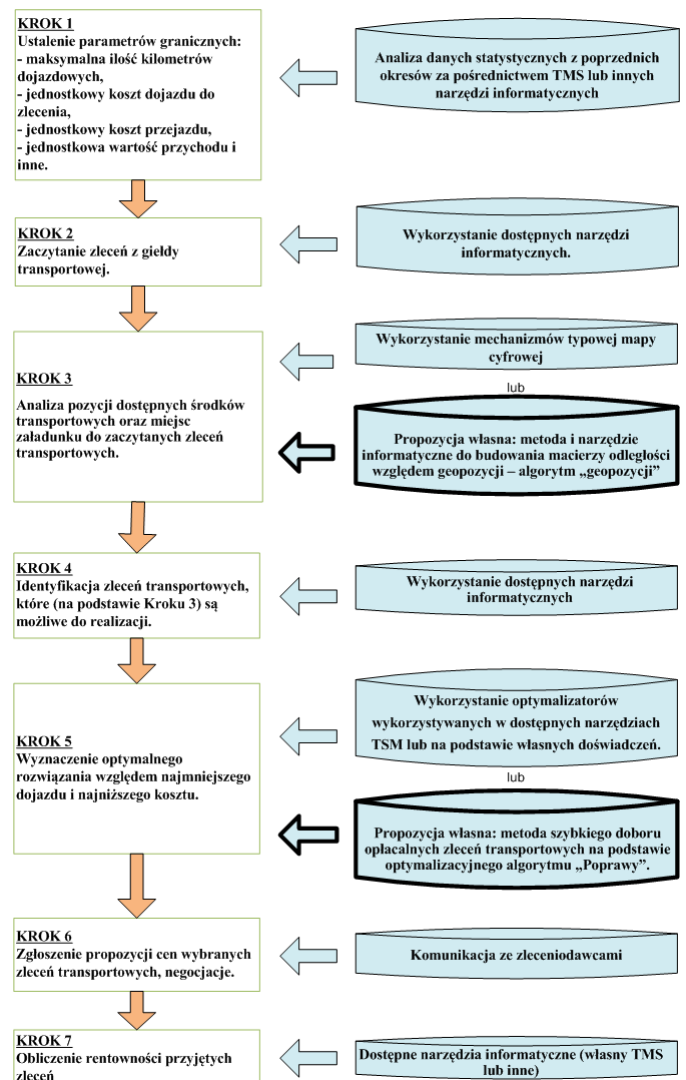 KROK 1
Ustalenie parametrów granicznych:
- maksymalna ilość kilometrów
dojazdowych,
- jednostkowy koszt dojazdu do
zlecenia,
- jednostkowy koszt przejazdu,
- jednostkowa wartość przychodu i
inne.
Analiza danych statystycznych z poprzednich
okresów za pośrednictwem TMS lub innych
narzędzi informatycznych
KROK 2
Zaczytanie zleceń z giełdy
transportowej.
Wykorzystanie dostępnych narzędzi
informatycznych.
KROK 3
Analiza pozycji dostępnych środków
transportowych oraz miejsc
załadunku do zaczytanych zleceń
transportowych.
Wykorzystanie mechanizmów typowej mapy
cyfrowej
lub
Propozycja własna: metoda i narzędzie
informatyczne do budowania macierzy odległości
względem geopozycji – algorytm „geopozycji”
KROK 4
Identyfikacja zleceń transportowych,
które (na podstawie Kroku 3) są
możliwe do realizacji.
Wykorzystanie dostępnych narzędzi
informatycznych
KROK 5
Wyznaczenie optymalnego
rozwiązania względem najmniejszego
dojazdu i najniższego kosztu.
Wykorzystanie optymalizatorów
wykorzystywanych w dostępnych narzędziach
TSM lub na podstawie własnych doświadczeń.
lub
Propozycja własna: metoda szybkiego doboru
opłacalnych zleceń transportowych na podstawie
optymalizacyjnego algorytmu „Poprawy”.
KROK 6
Zgłoszenie propozycji cen wybranych
zleceń transportowych, negocjacje.
Komunikacja ze zleceniodawcami
KROK 7
Obliczenie rentowności przyjętych
zleceń
Dostępne narzędzia informatyczne (własny TMS
lub inne)